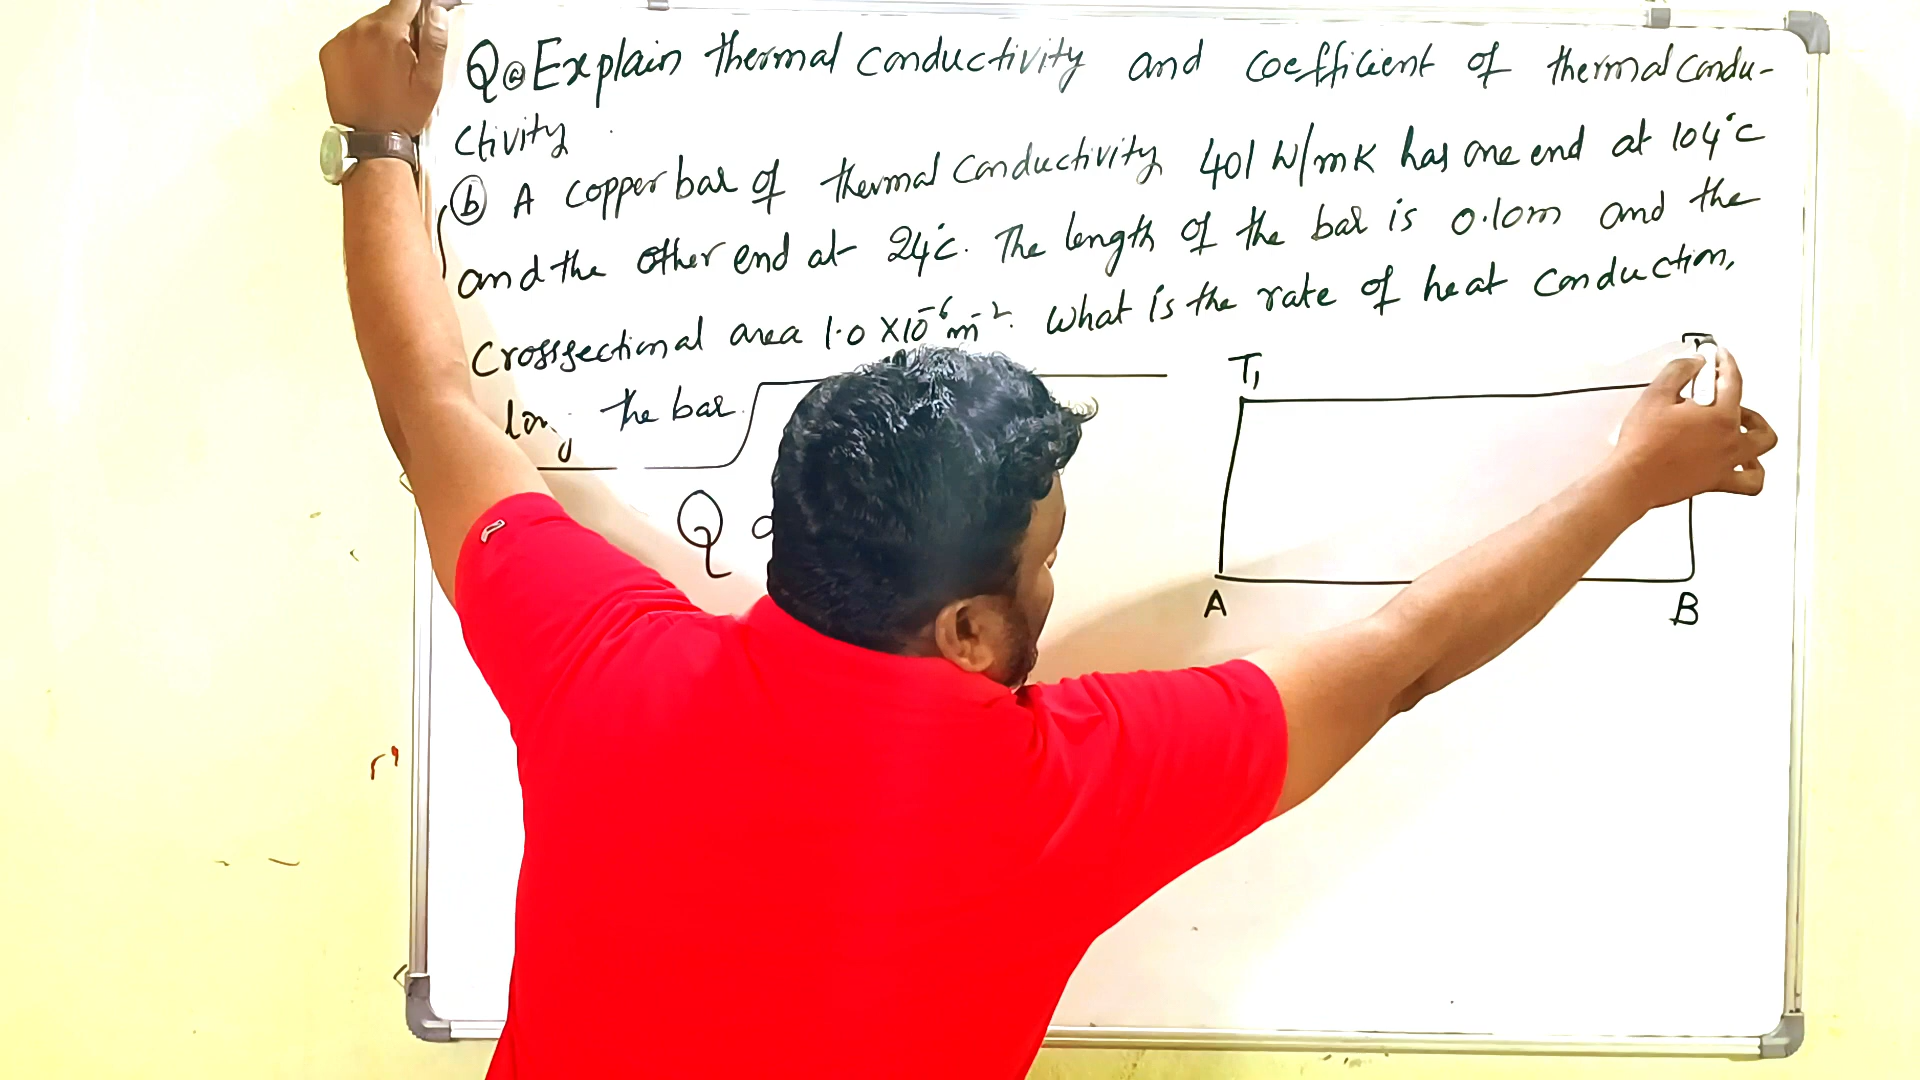 Q ⓐ Explain thermal conductivity and coefficient of thermal condu-
ctivity.
ⓑ A copper bar of thermal conductivity 401 W/mK has one end at 104°C
and the other end at 24°C. The length of the bar is 0.10m and the
Crosssectional area 1.0 X10⁻⁶ m⁻². What is the rate of heat conduction,
long the bar.
T₁
Q
A
B